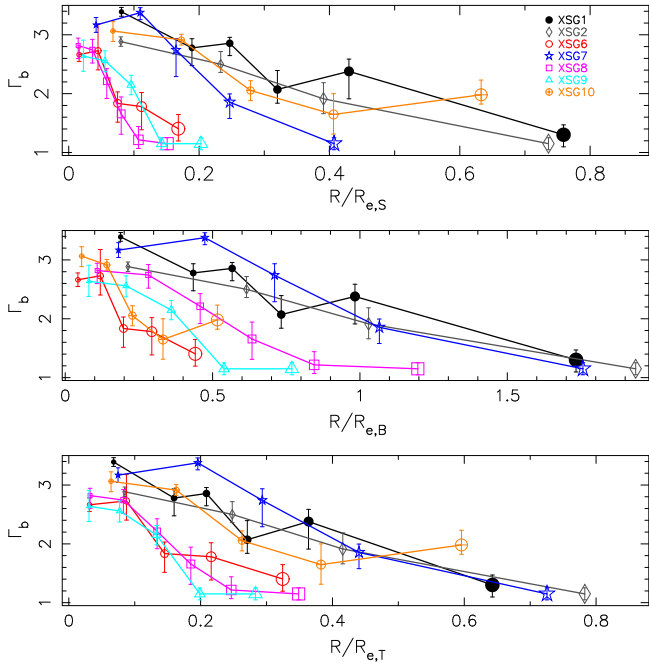 XSG1
XSG2
XSG6
XSG7
XSG8
XSG9
XSG10
3
2
1
Γb
0 0.2 0.4 0.6 0.8
R/Re,S
3
2
1
Γb
0 0.5 1 1.5
R/Re,B
3
2
1
Γb
0 0.2 0.4 0.6 0.8
R/Re,T